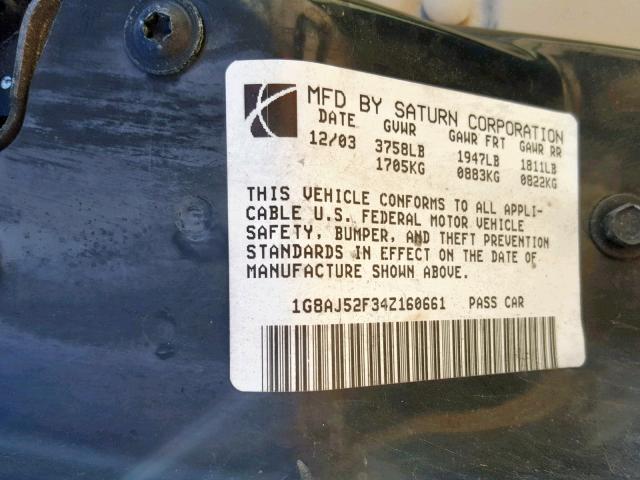 MFD BY SATURN CORPORATION
DATE GVWR GAWR FRT GAWR RR
12/03 3758LB 1947LB 1811LB
1705KG 0883KG 0822KG
THIS VEHICLE CONFORMS TO ALL APPLI-
CABLE U.S. FEDERAL MOTOR VEHICLE
SAFETY, BUMPER, AND THEFT PREVENTION
STANDARDS IN EFFECT ON THE DATE OF
MANUFACTURE SHOWN ABOVE.
1G8AJ52F34Z160661 PASS CAR